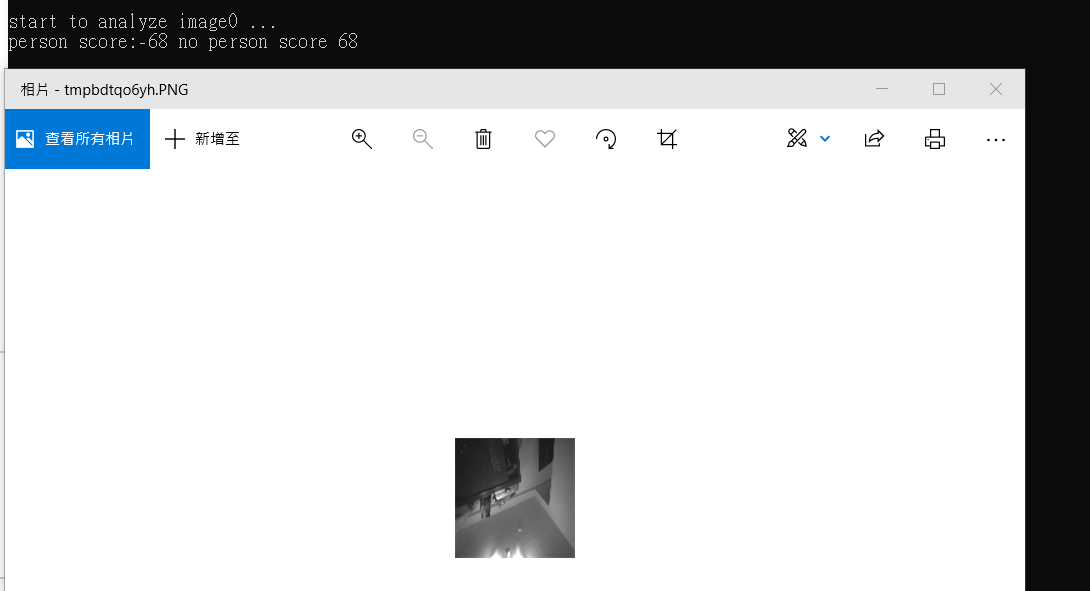 start to analyze image0 ...
person score:-68 no person score 68
相片 - tmpbdtqo6yh.PNG
查看所有相片
新增至